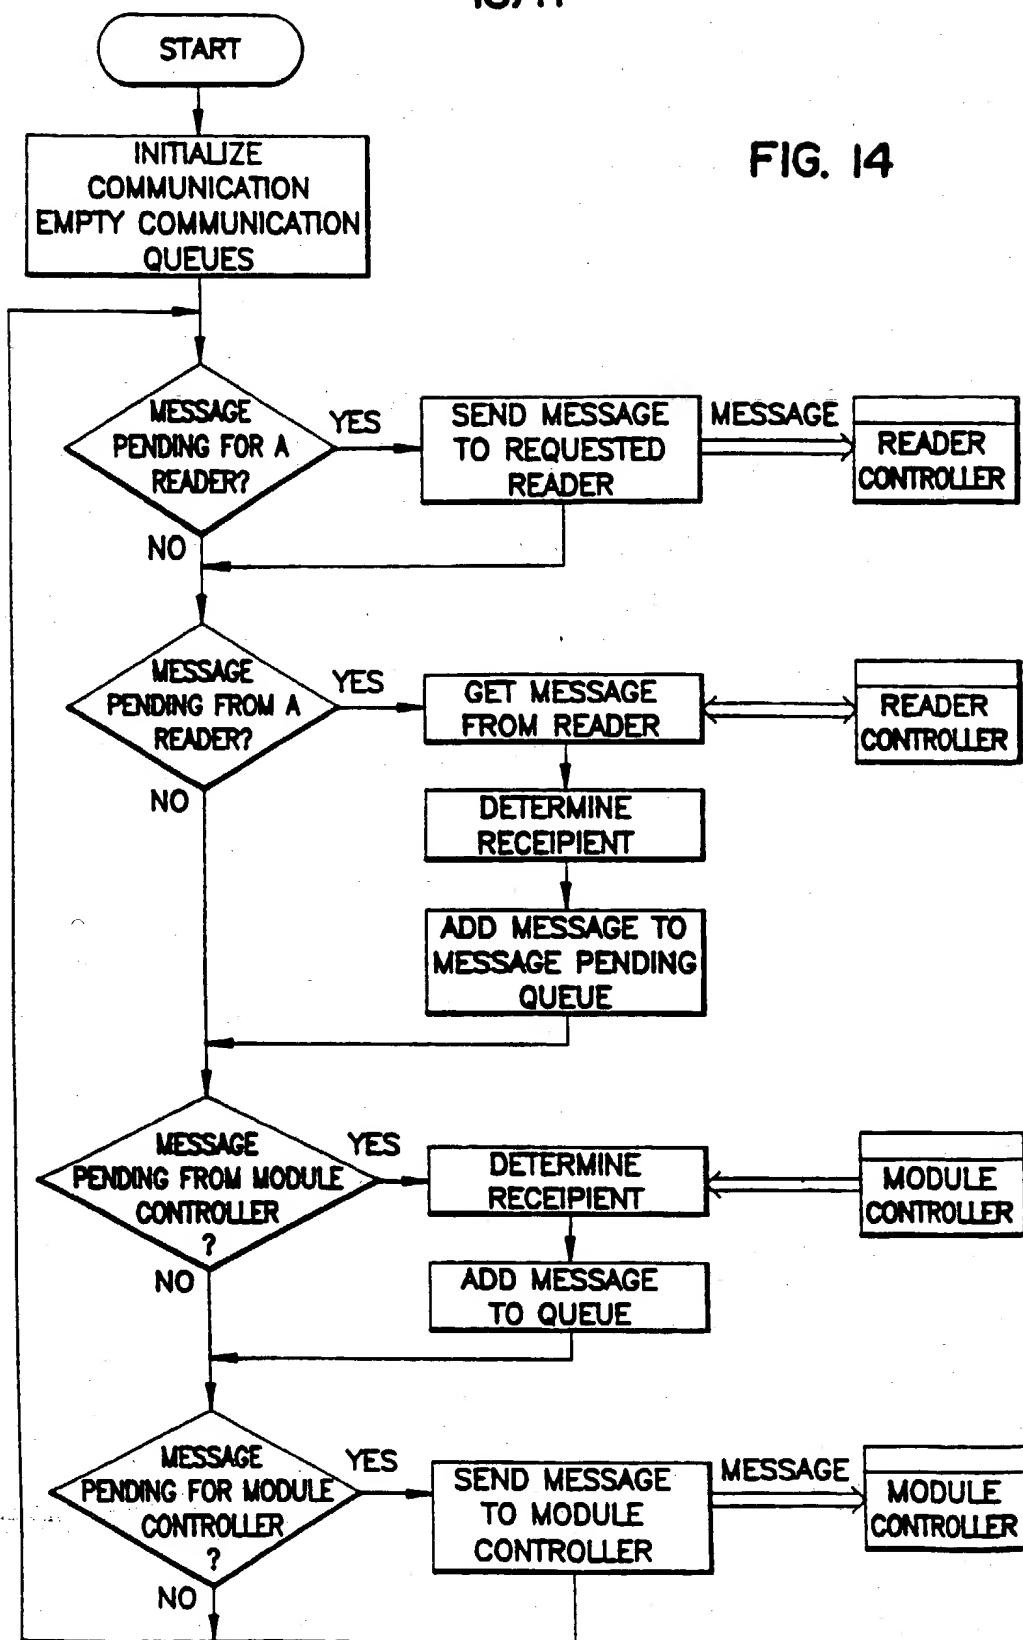 START
FIG. 14
INITIALIZE
COMMUNICATION
EMPTY COMMUNICATION
QUEUES
MESSAGE
PENDING FOR A
READER?
YES
SEND MESSAGE
TO REQUESTED
READER
MESSAGE
READER
CONTROLLER
NO
MESSAGE
PENDING FROM A
READER?
YES
GET MESSAGE
FROM READER
READER
CONTROLLER
NO
DETERMINE
RECEIPIENT
ADD MESSAGE TO
MESSAGE PENDING
QUEUE
MESSAGE
PENDING FROM MODULE
CONTROLLER
?
YES
DETERMINE
RECEIPIENT
MODULE
CONTROLLER
NO
ADD MESSAGE
TO QUEUE
MESSAGE
PENDING FOR MODULE
CONTROLLER
?
YES
SEND MESSAGE
TO MODULE
CONTROLLER
MESSAGE
MODULE
CONTROLLER
NO